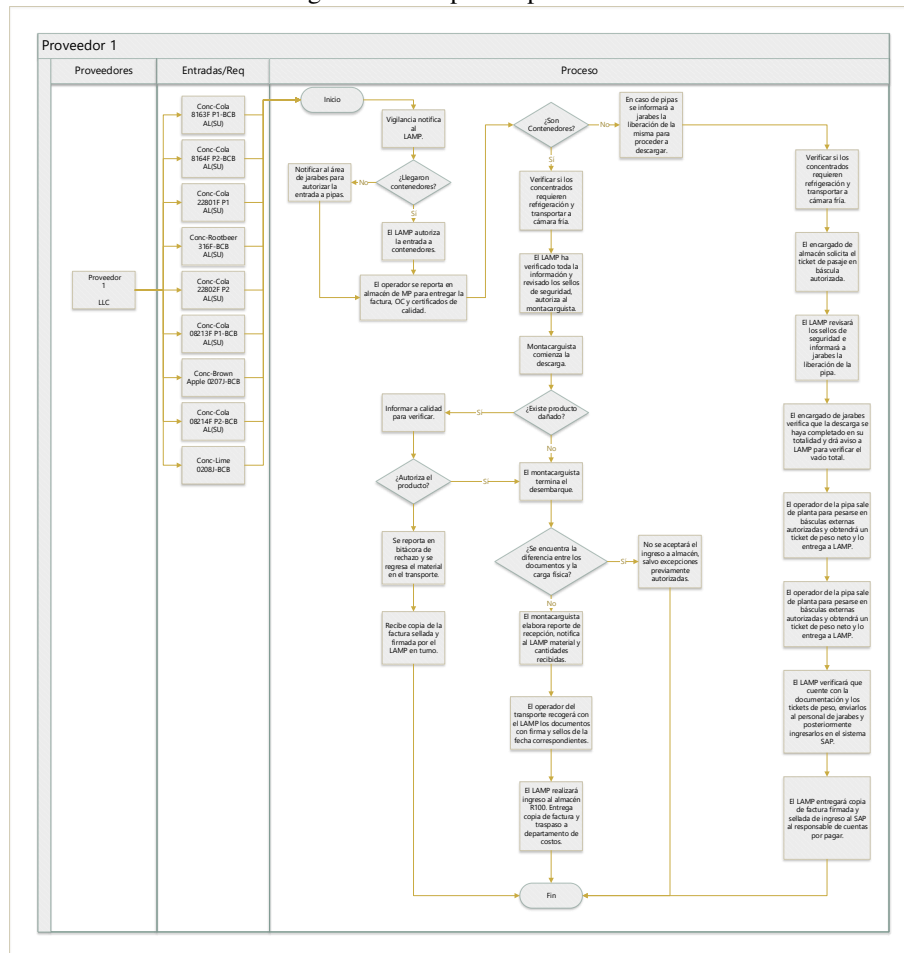 Proveedor 1
Proveedores
Entradas/Req
Proceso
Proveedor
1
LLC
Conc-Cola
8163F P1-BCB
AL(SU)
Conc-Cola
8164F P2-BCB
AL(SU)
Conc-Cola
22801F P1
AL(SU)
Conc-Rootbeer
316F-BCB
AL(SU)
Conc-Cola
22802F P2
AL(SU)
Conc-Cola
08213F P1-BCB
AL(SU)
Conc-Brown
Apple 0207J-BCB
Conc-Cola
08214F P2-BCB
AL(SU)
Conc-Lime
0208J-BCB
Inicio
Vigilancia notifica
al
LAMP.
¿Llegaron
contenedores?
No
Notificar al área
de jarabes para
autorizar la
entrada a pipas.
Si
El LAMP autoriza
la entrada a
contenedores.
El operador se reporta en
almacén de MP para entregar la
factura, OC y certificados de
calidad.
¿Son
Contenedores?
No
En caso de pipas
se informará a
jarabes la
liberación de la
misma para
proceder a
descargar.
Si
Verificar si los
concentrados
requieren
refrigeración y
transportar a
cámara fría.
El LAMP ha
verificado toda la
información y
revisado los sellos
de seguridad,
autoriza al
montacarguista.
Montacarguista
comienza la
descarga.
¿Existe producto
dañado?
Si
Informar a calidad
para verificar.
No
¿Autoriza el
producto?
Si
El montacarguista
termina el
desembarque.
Se reporta en
bitácora de
rechazo y se
regresa el material
en el transporte.
Recibe copia de la
factura sellada y
firmada por el
LAMP en turno.
¿Se encuentra la
diferencia entre los
documentos y la
carga física?
Si
No se aceptará el
ingreso a almacén,
salvo excepciones
previamente
autorizadas.
No
El montacarguista
elabora reporte de
recepción, notifica
al LAMP material y
cantidades
recibidas.
El operador del
transporte recogerá con
el LAMP los documentos
con firma y sellos de la
fecha correspondientes.
El LAMP realizará
ingreso al almacén
R100. Entrega
copia de factura y
traspaso a
departamento de
costos.
Fin
Verificar si los
concentrados
requieren
refrigeración y
transportar a
cámara fría.
El encargado de
almacén solicita el
ticket de pasaje en
báscula
autorizada.
El LAMP revisará
los sellos de
seguridad e
informará a
jarabes la
liberación de la
pipa.
El encargado de jarabes
verifica que la descarga se
haya completado en su
totalidad y drá aviso a
LAMP para verificar el
vacío total.
El operador de la pipa sale
de planta para pesarse en
básculas externas
autorizadas y obtendrá un
ticket de peso neto y lo
entrega a LAMP.
El operador de la pipa sale
de planta para pesarse en
básculas externas
autorizadas y obtendrá un
ticket de peso neto y lo
entrega a LAMP.
El LAMP verificará que
cuente con la
documentación y los
tickets de peso, enviarlos
al personal de jarabes y
posteriormente
ingresarlos en el sistema
SAP.
El LAMP entregará copia
de factura firmada y
sellada de ingreso al SAP
al responsable de cuentas
por pagar.